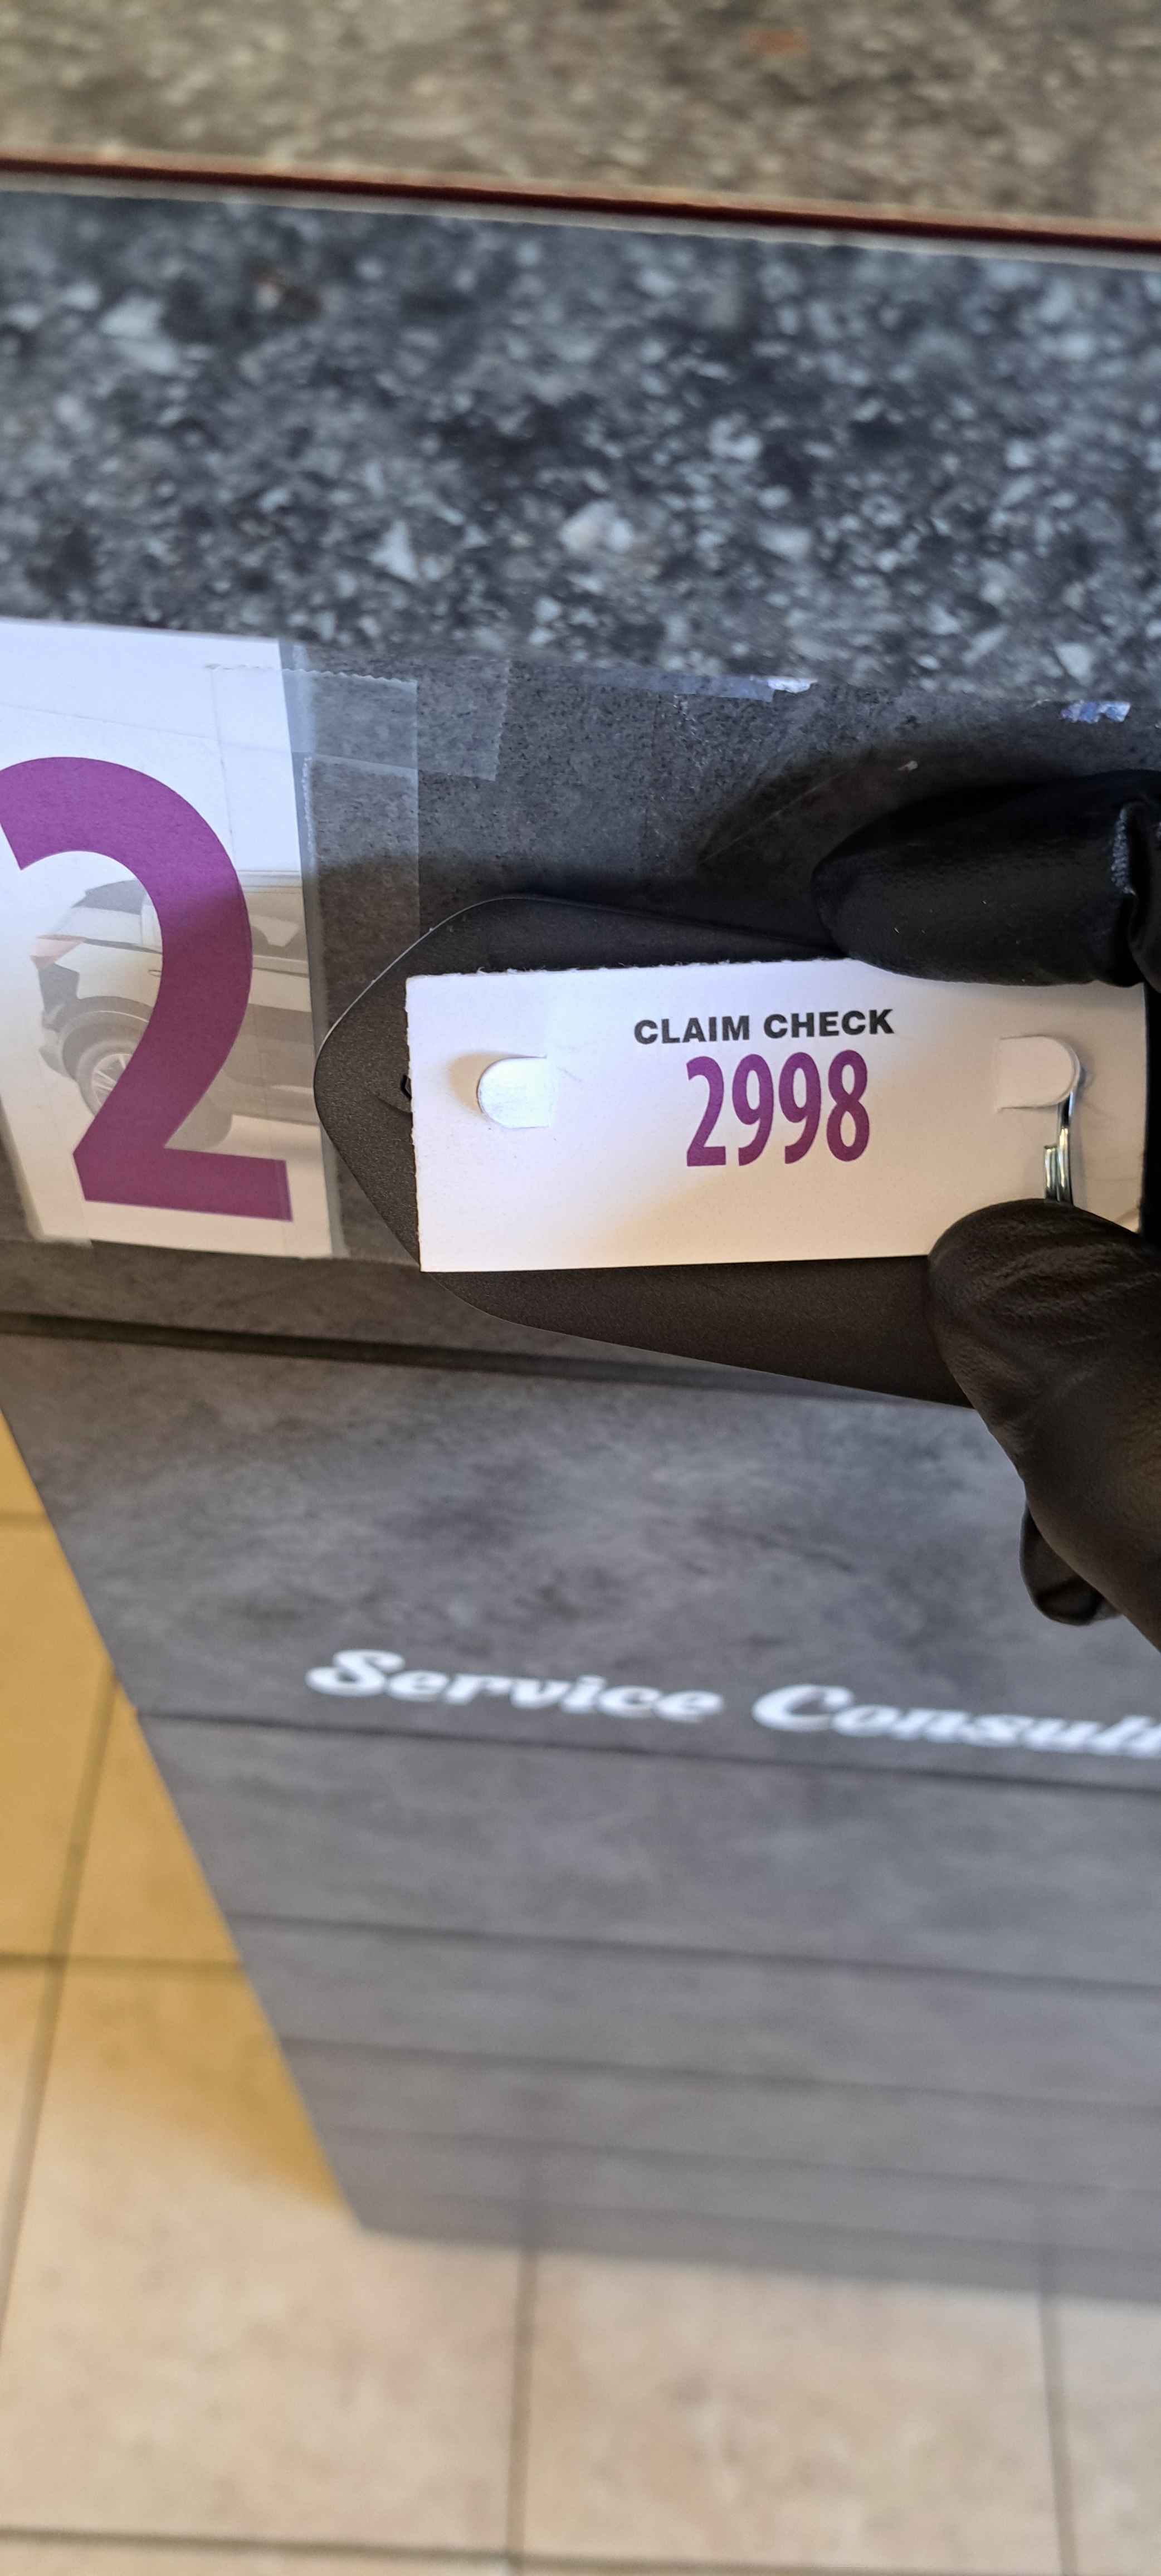 2
CLAIM CHECK
2998
Service